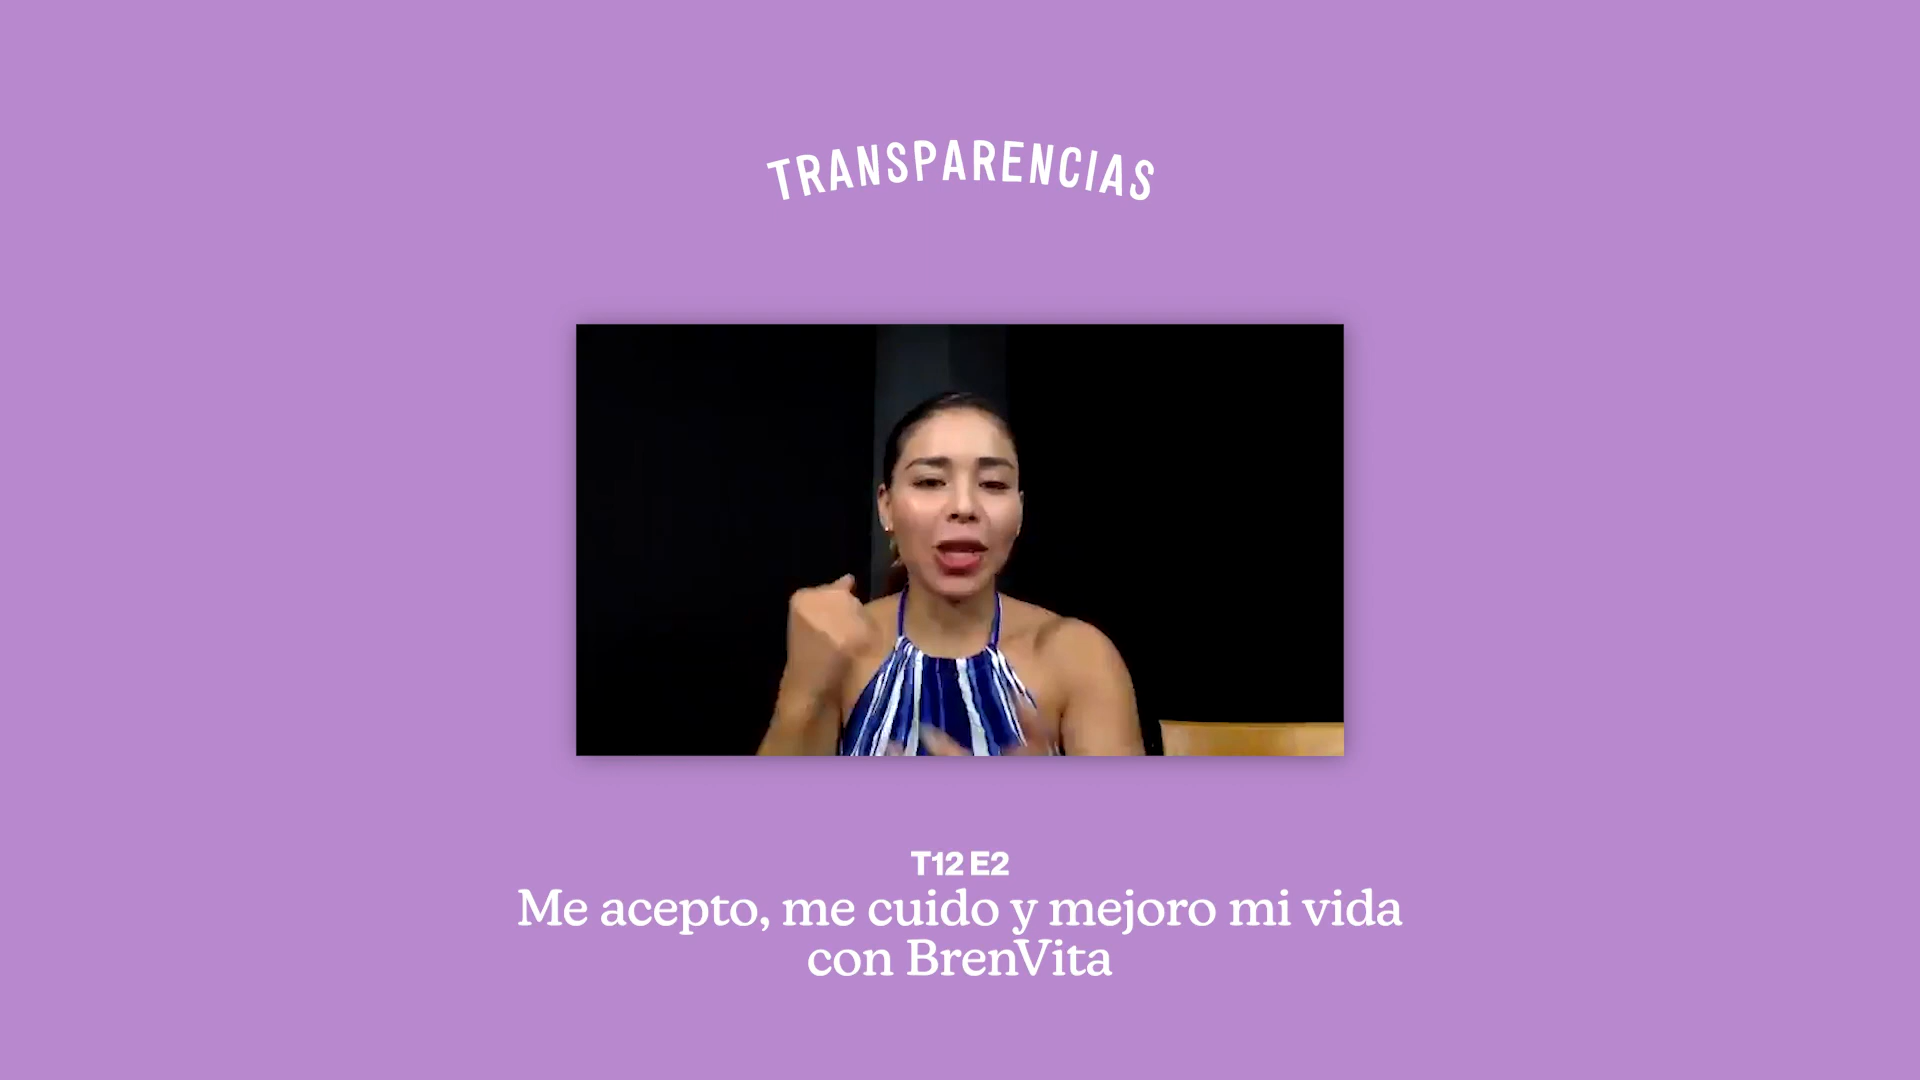 TRANSPARENCIAS
T12 E2
Me acepto, me cuido y mejoro mi vida
con BrenVita